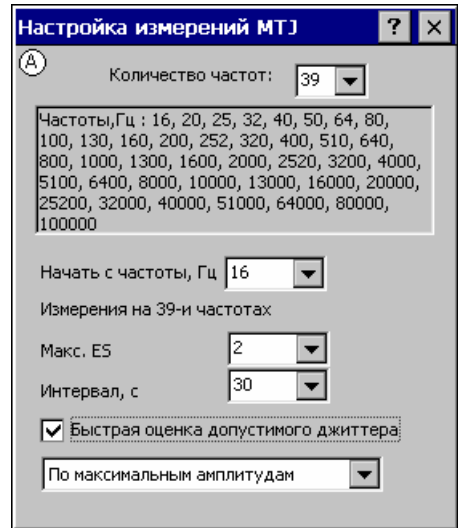 Настройка измерений MTJ ? ×
A
Количество частот: 39
Частоты,Гц : 16, 20, 25, 32, 40, 50, 64, 80,
100, 130, 160, 200, 252, 320, 400, 510, 640,
800, 1000, 1300, 1600, 2000, 2520, 3200, 4000,
5100, 6400, 8000, 10000, 13000, 16000, 20000,
25200, 32000, 40000, 51000, 64000, 80000,
100000
Начать с частоты, Гц 16
Измерения на 39-и частотах
Макс. ES 2
Интервал, с 30
Быстрая оценка допустимого джиттера
По максимальным амплитудам